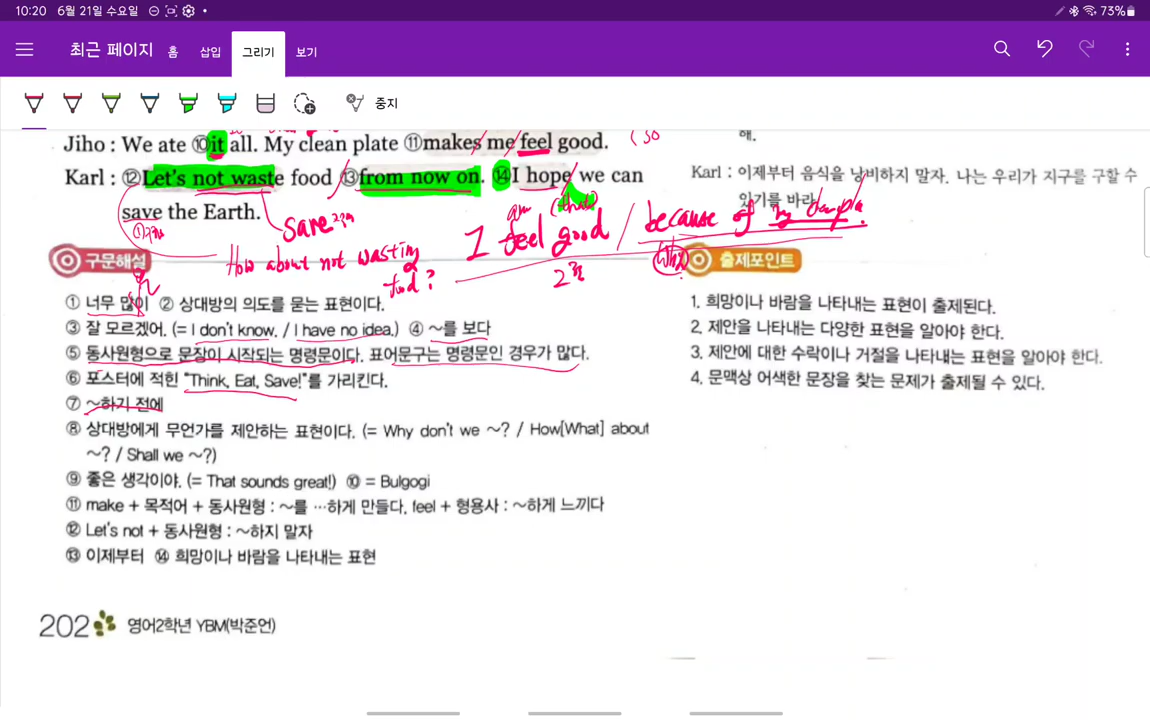 10:20 6월 21일 수요일 73%
최근 페이지 홈 삽입 그리기 보기
중지
Jiho : We ate ⑩it all. My clean plate ⑪makes me feel good. (so
해.
Karl : ⑫Let's not waste food ⑬from now on. ⑭I hope we can
save the Earth.
Karl : 이제부터 음식을 낭비하지 말자. 나는 우리가 지구를 구할 수
있기를 바라
(that)
save
I feel good / because of my
How about not wasting
food?
(Why)
구문해설
① 너무 많이 ② 상대방의 의도를 묻는 표현이다.
③ 잘 모르겠어. (= I don't know. / I have no idea.) ④ ~를 보다
⑤ 동사원형으로 문장이 시작되는 명령문이다. 표어문구는 명령문인 경우가 많다.
⑥ 포스터에 적힌 "Think, Eat, Save!"를 가리킨다.
⑦ ~하기 전에
⑧ 상대방에게 무언가를 제안하는 표현이다. (= Why don't we ~? / How[What] about
~? / Shall we ~?)
⑨ 좋은 생각이야. (= That sounds great!) ⑩ = Bulgogi
⑪ make + 목적어 + 동사원형 : ~를 …하게 만들다. feel + 형용사 : ~하게 느끼다
⑫ Let's not + 동사원형 : ~하지 말자
⑬ 이제부터 ⑭ 희망이나 바람을 나타내는 표현
출제포인트
1. 희망이나 바람을 나타내는 표현이 출제된다.
2. 제안을 나타내는 다양한 표현을 알아야 한다.
3. 제안에 대한 수락이나 거절을 나타내는 표현을 알아야 한다.
4. 문맥상 어색한 문장을 찾는 문제가 출제될 수 있다.
202 영어2학년 YBM(박준언)